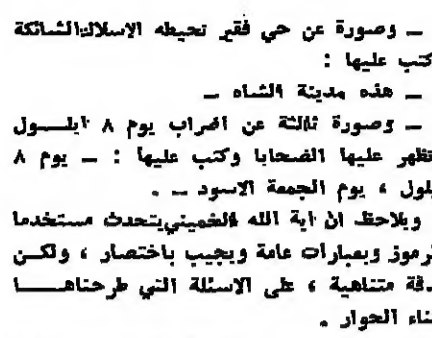 ـ وصورة عن حي فقير تحيطه الاسلاك الشائكة
كتب عليها :
ـ هذه مدينة الشاه ـ
ـ وصورة ثالثة عن اضراب يوم ٨ ايلـــول
تظهر عليها الضحايا وكتب عليها : ـ يوم ٨
يلول ، يوم الجمعة الاسود ـ .
ويلاحظ ان اية الله الخميني يتحدث مستخدما
لرموز وبعبارات عامة ويجيب باختصار ، ولكـن
دقة متناهية ، على الاسئلة التي طرحناهـــا
ثناء الحوار .